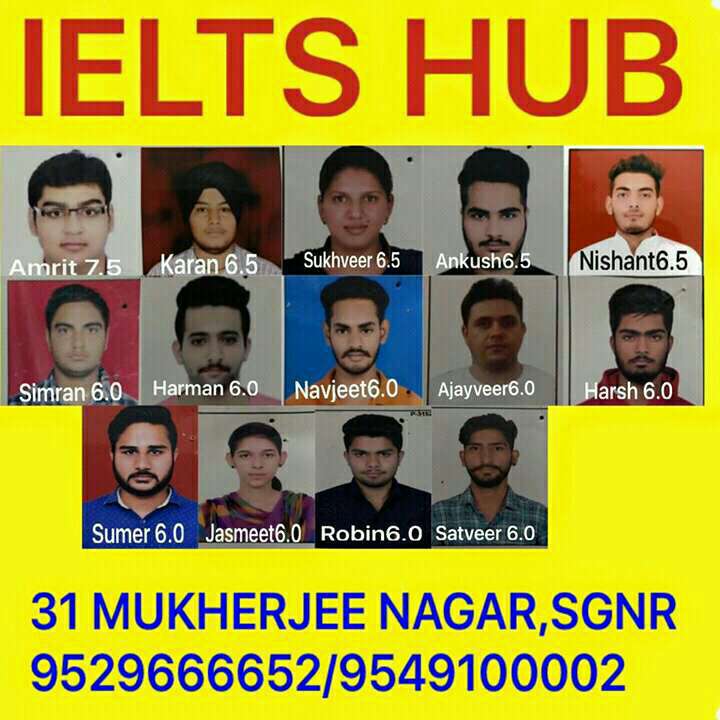 IELTS HUB
Amrit 7.5 Karan 6.5 Sukhveer 6.5 Ankush6.5 Nishant6.5
Simran 6.0 Harman 6.0 Navjeet6.0 Ajayveer6.0 Harsh 6.0
Sumer 6.0 Jasmeet6.0 Robin6.0 Satveer 6.0
31 MUKHERJEE NAGAR,SGNR
9529666652/9549100002